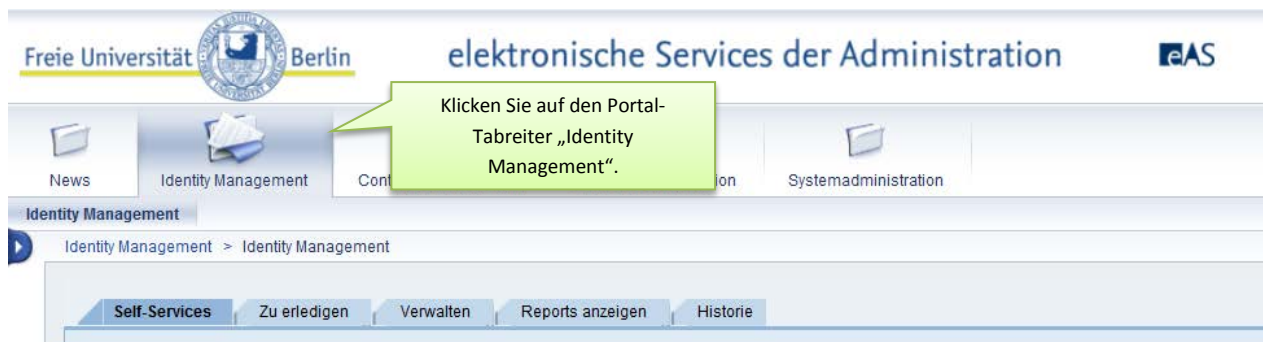 Freie Universität Berlin
elektronische Services der Administration
eAS
Klicken Sie auf den Portal-
Tabreiter „Identity
Management“.
News
Identity Management
Systemadministration
Identity Management
Identity Management > Identity Management
Self-Services
Zu erledigen
Verwalten
Reports anzeigen
Historie